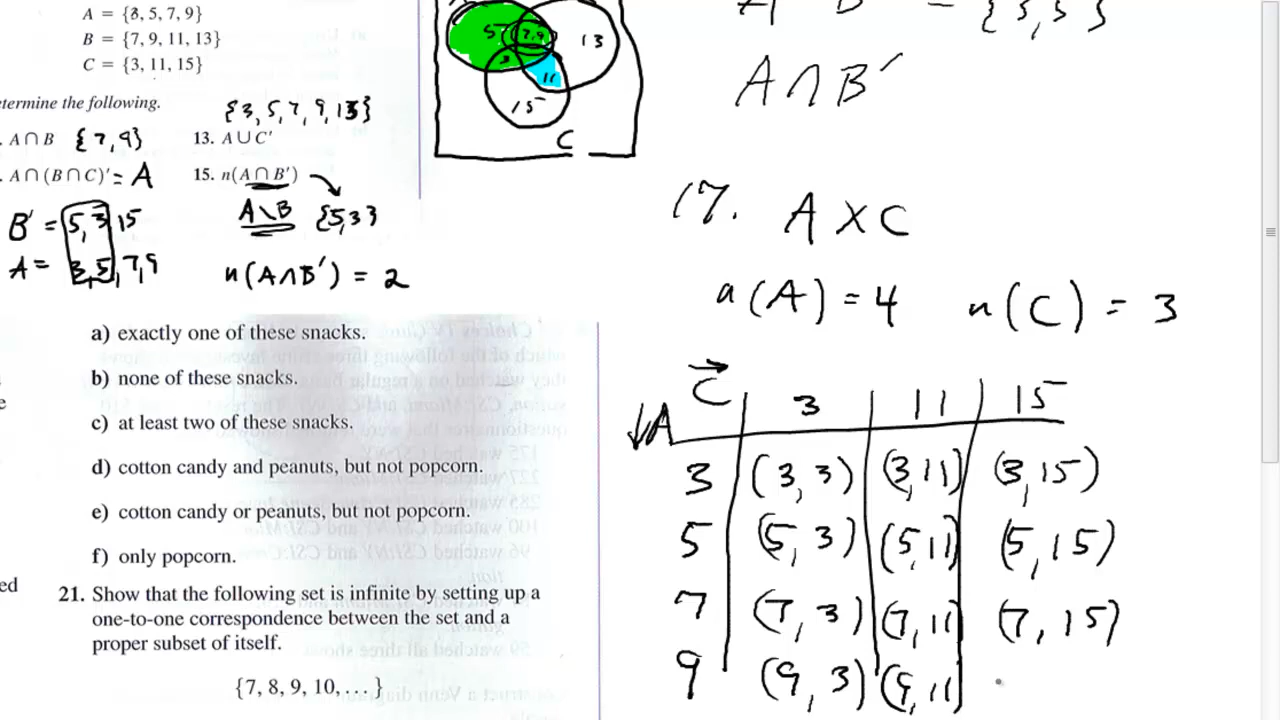 A = {3, 5, 7, 9}
B = {7, 9, 11, 13}
C = {3, 11, 15}
etermine the following.
{3, 5, 7, 9, 13}
. A ∩ B {7, 9}
13. A ∪ C′
. A ∩ (B ∩ C)′ = A
15. n(A ∩ B′)
B′ = 5, 3 15
A = 3, 5, 7, 9
A\B {5, 3}
n(A∩B′) = 2
5 7,9 13
3 11
15
C
A B = {3, 5}
A∩B′
17. A X C
n(A) = 4 n(C) = 3
C 3 11 15
A
3 (3, 3) (3, 11) (3, 15)
5 (5, 3) (5, 11) (5, 15)
7 (7, 3) (7, 11) (7, 15)
9 (9, 3) (9, 11)
a) exactly one of these snacks.
b) none of these snacks.
c) at least two of these snacks.
d) cotton candy and peanuts, but not popcorn.
e) cotton candy or peanuts, but not popcorn.
f) only popcorn.
ed
21. Show that the following set is infinite by setting up a
one-to-one correspondence between the set and a
proper subset of itself.
{7, 8, 9, 10, . . . }